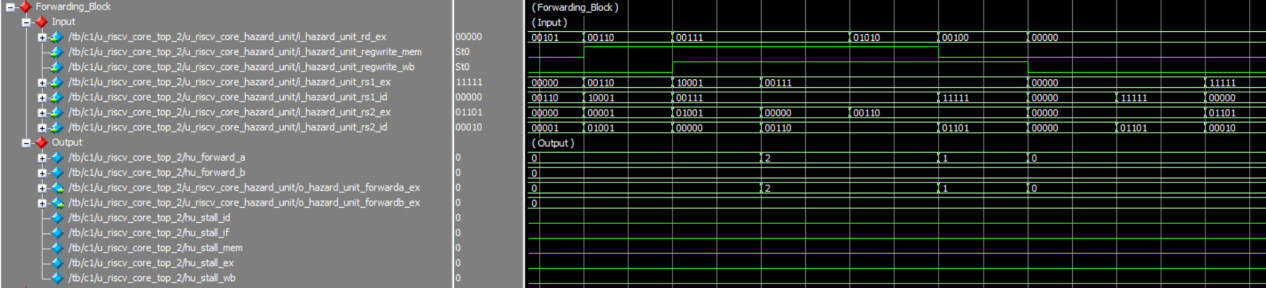 Forwarding_Block (Forwarding_Block )
Input (Input )
/tb/c1/u_riscv_core_top_2/u_riscv_core_hazard_unit/i_hazard_unit_rd_ex 00000 00101 00110 00111 01010 00100 00000
/tb/c1/u_riscv_core_top_2/u_riscv_core_hazard_unit/i_hazard_unit_regwrite_mem St0
/tb/c1/u_riscv_core_top_2/u_riscv_core_hazard_unit/i_hazard_unit_regwrite_wb St0
/tb/c1/u_riscv_core_top_2/u_riscv_core_hazard_unit/i_hazard_unit_rs1_ex 11111 00000 00110 10001 00111 00000 11111
/tb/c1/u_riscv_core_top_2/u_riscv_core_hazard_unit/i_hazard_unit_rs1_id 00000 00110 10001 00111 11111 00000 11111 00000
/tb/c1/u_riscv_core_top_2/u_riscv_core_hazard_unit/i_hazard_unit_rs2_ex 01101 00000 00001 01001 00000 00110 00000 01101
/tb/c1/u_riscv_core_top_2/u_riscv_core_hazard_unit/i_hazard_unit_rs2_id 00010 00001 01001 00000 00110 01101 00000 01101 00010
Output (Output )
/tb/c1/u_riscv_core_top_2/hu_forward_a 0 0 2 1 0
/tb/c1/u_riscv_core_top_2/hu_forward_b 0 0
/tb/c1/u_riscv_core_top_2/u_riscv_core_hazard_unit/o_hazard_unit_forwarda_ex 0 0 2 1 0
/tb/c1/u_riscv_core_top_2/u_riscv_core_hazard_unit/o_hazard_unit_forwardb_ex 0 0
/tb/c1/u_riscv_core_top_2/hu_stall_id 0
/tb/c1/u_riscv_core_top_2/hu_stall_if 0
/tb/c1/u_riscv_core_top_2/hu_stall_mem 0
/tb/c1/u_riscv_core_top_2/hu_stall_ex 0
/tb/c1/u_riscv_core_top_2/hu_stall_wb 0